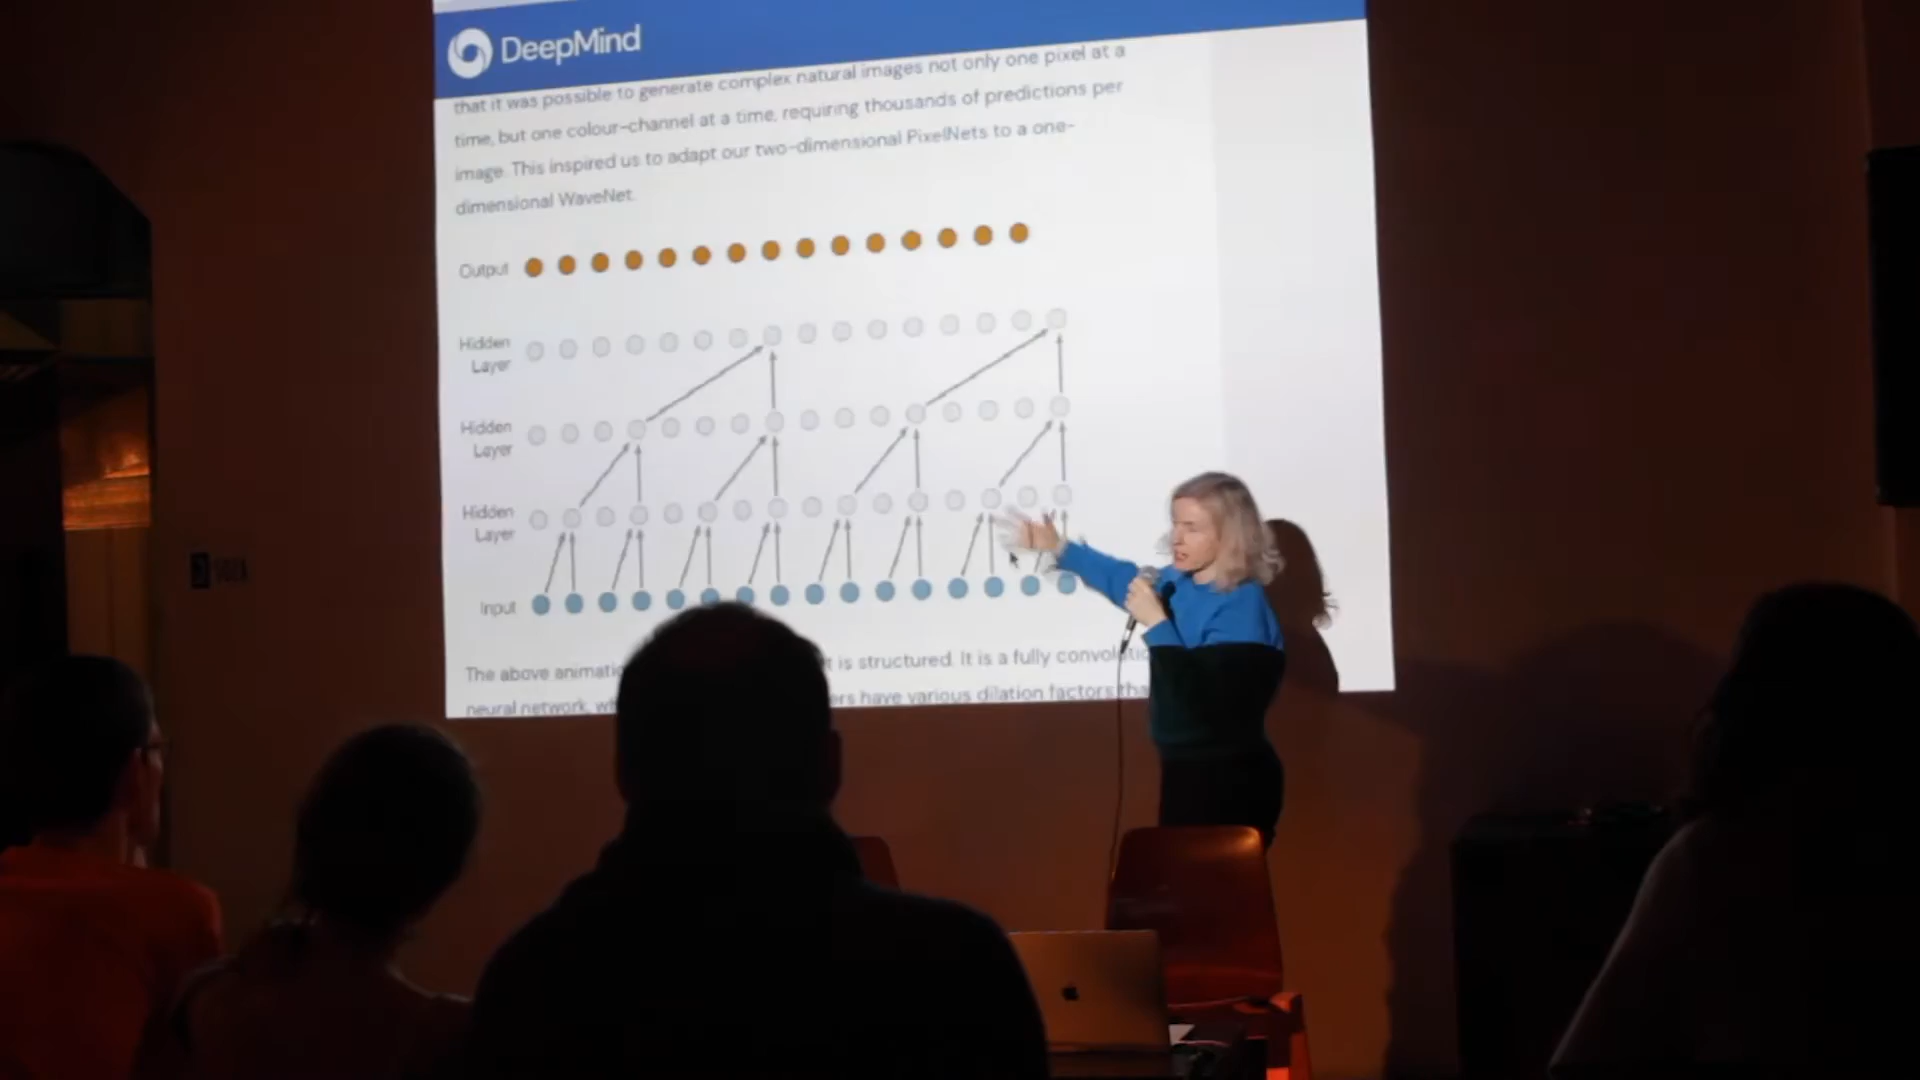 DeepMind
that it was possible to generate complex natural images not only one pixel at a
time, but one colour-channel at a time, requiring thousands of predictions per
image. This inspired us to adapt our two-dimensional PixelNets to a one-
dimensional WaveNet.
Output
Hidden
Layer
Hidden
Layer
Hidden
Layer
Input
The above is structured. It is a fully
neural network, have various dilation factors